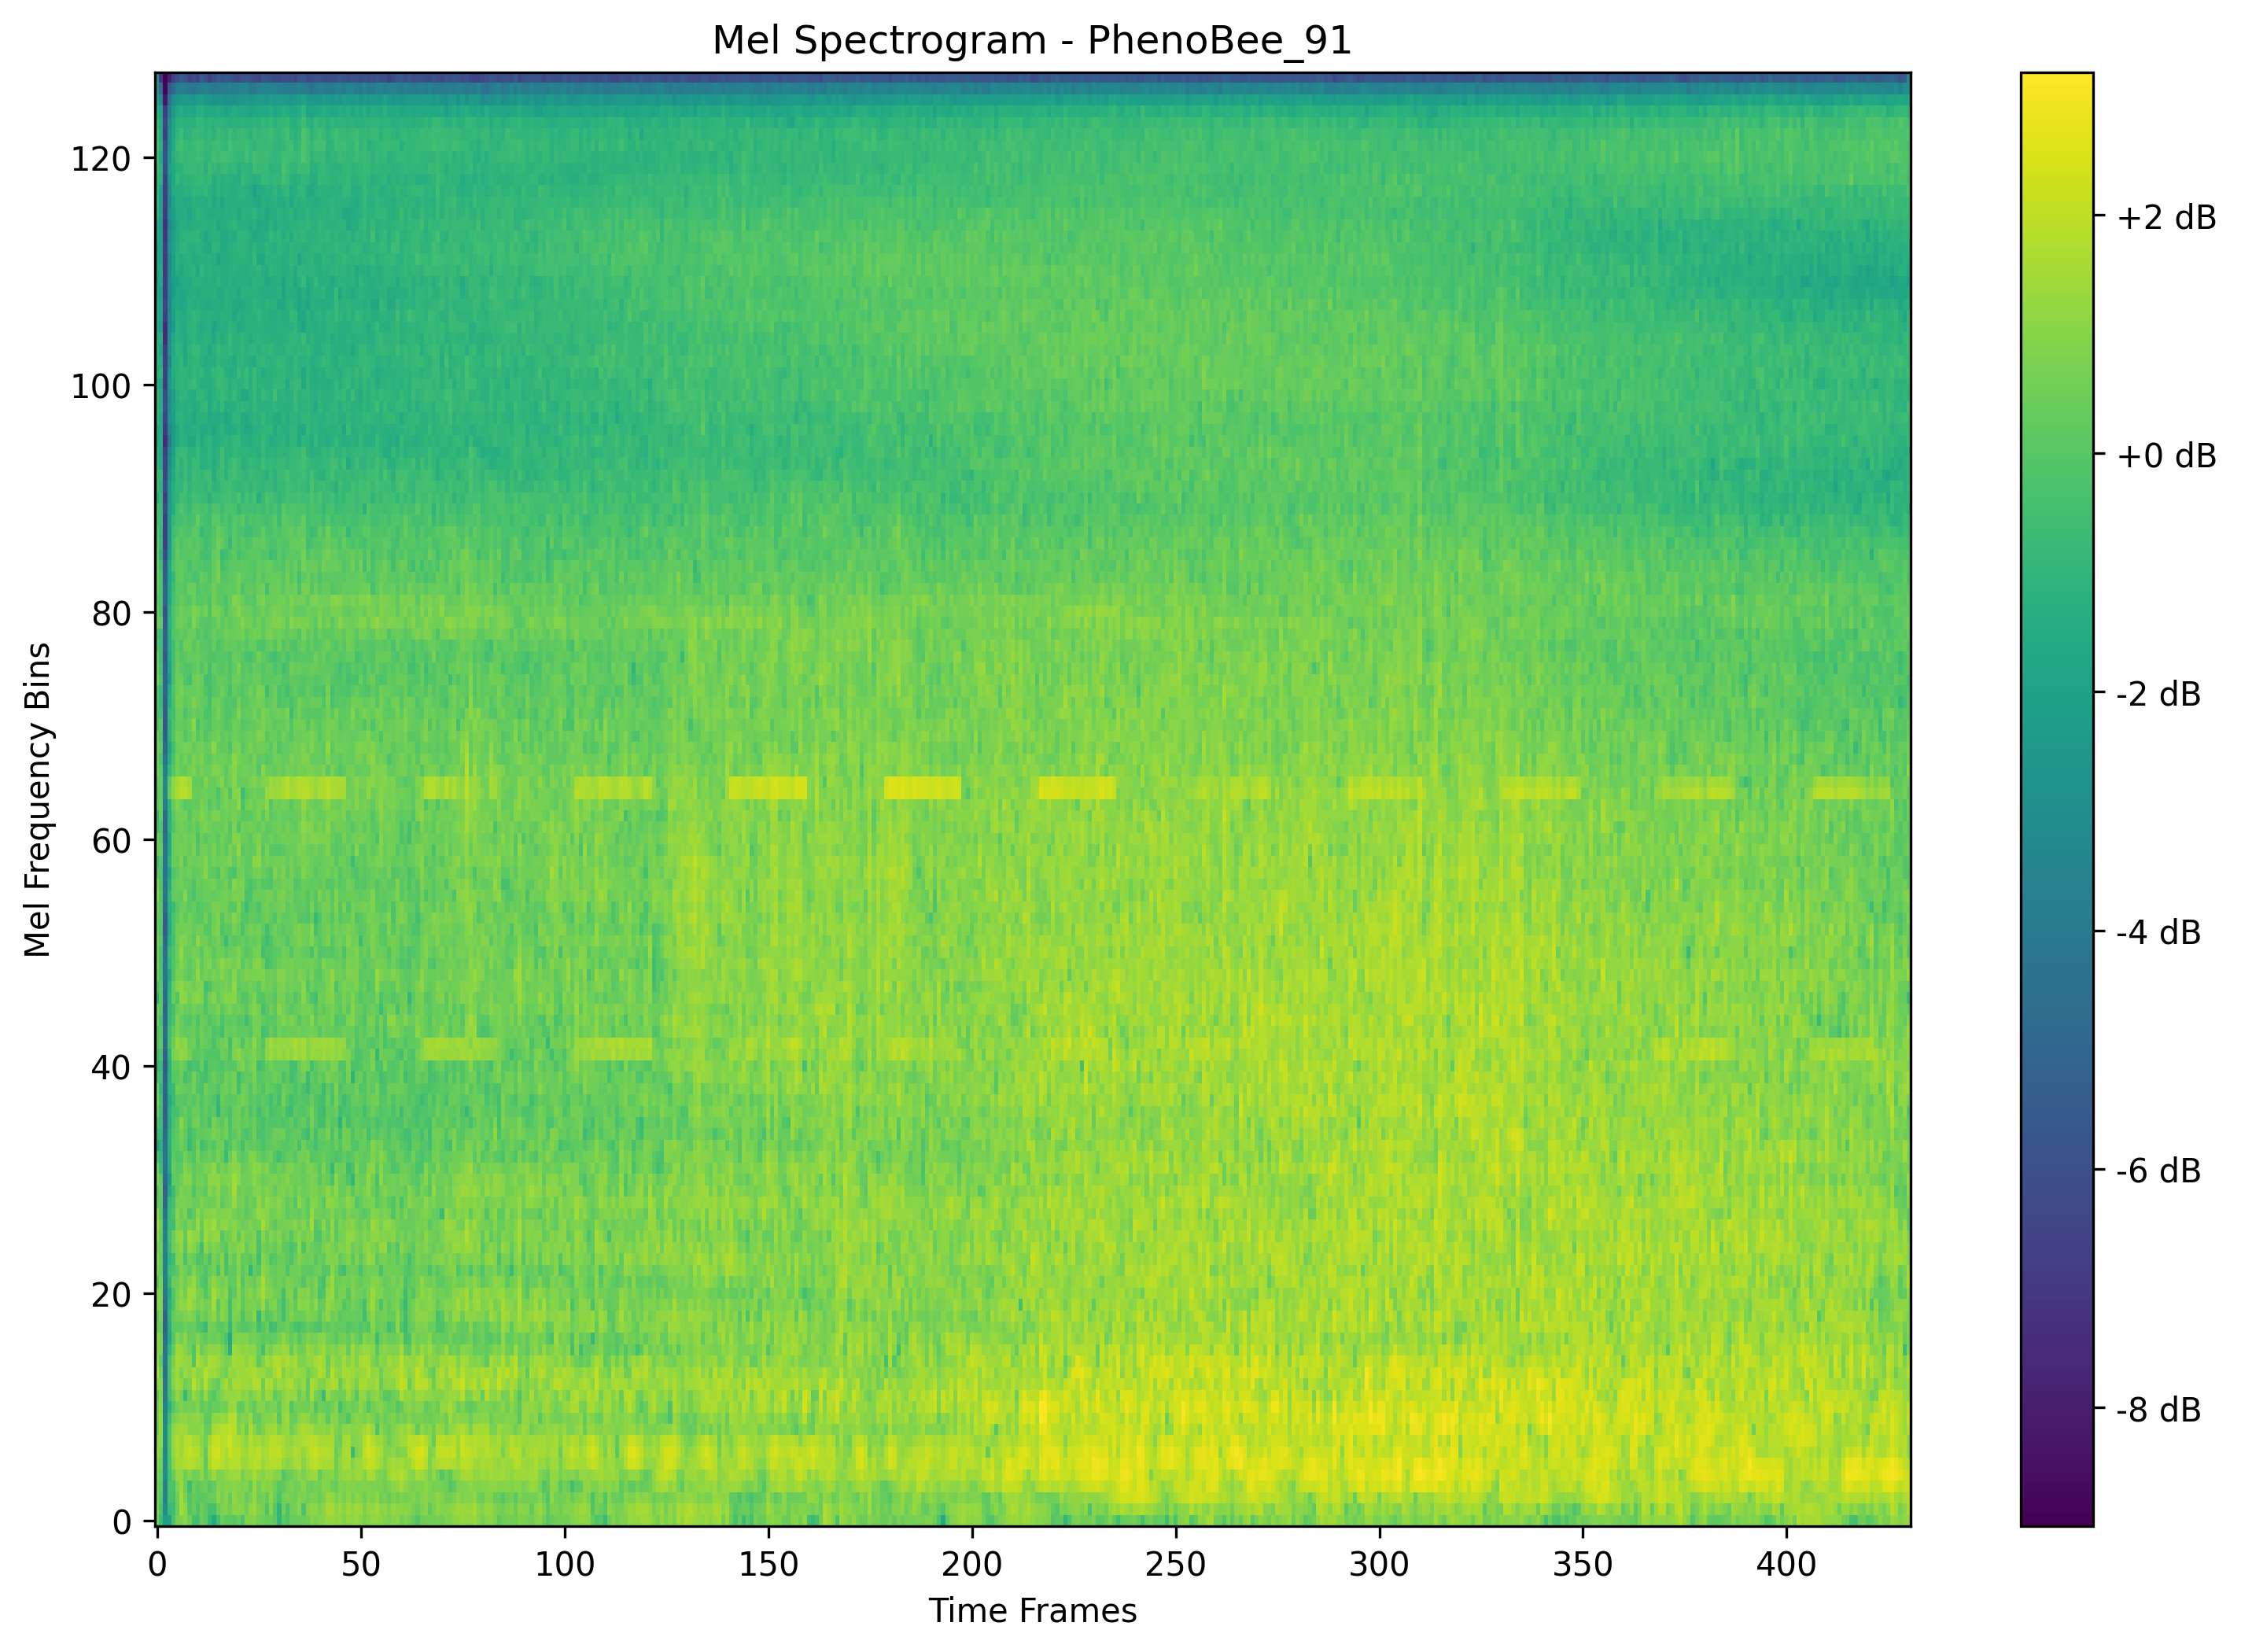 Mel Spectrogram - PhenoBee_91
Mel Frequency Bins
120
100
80
60
40
20
0
0 50 100 150 200 250 300 350 400
Time Frames
+2 dB
+0 dB
-2 dB
-4 dB
-6 dB
-8 dB